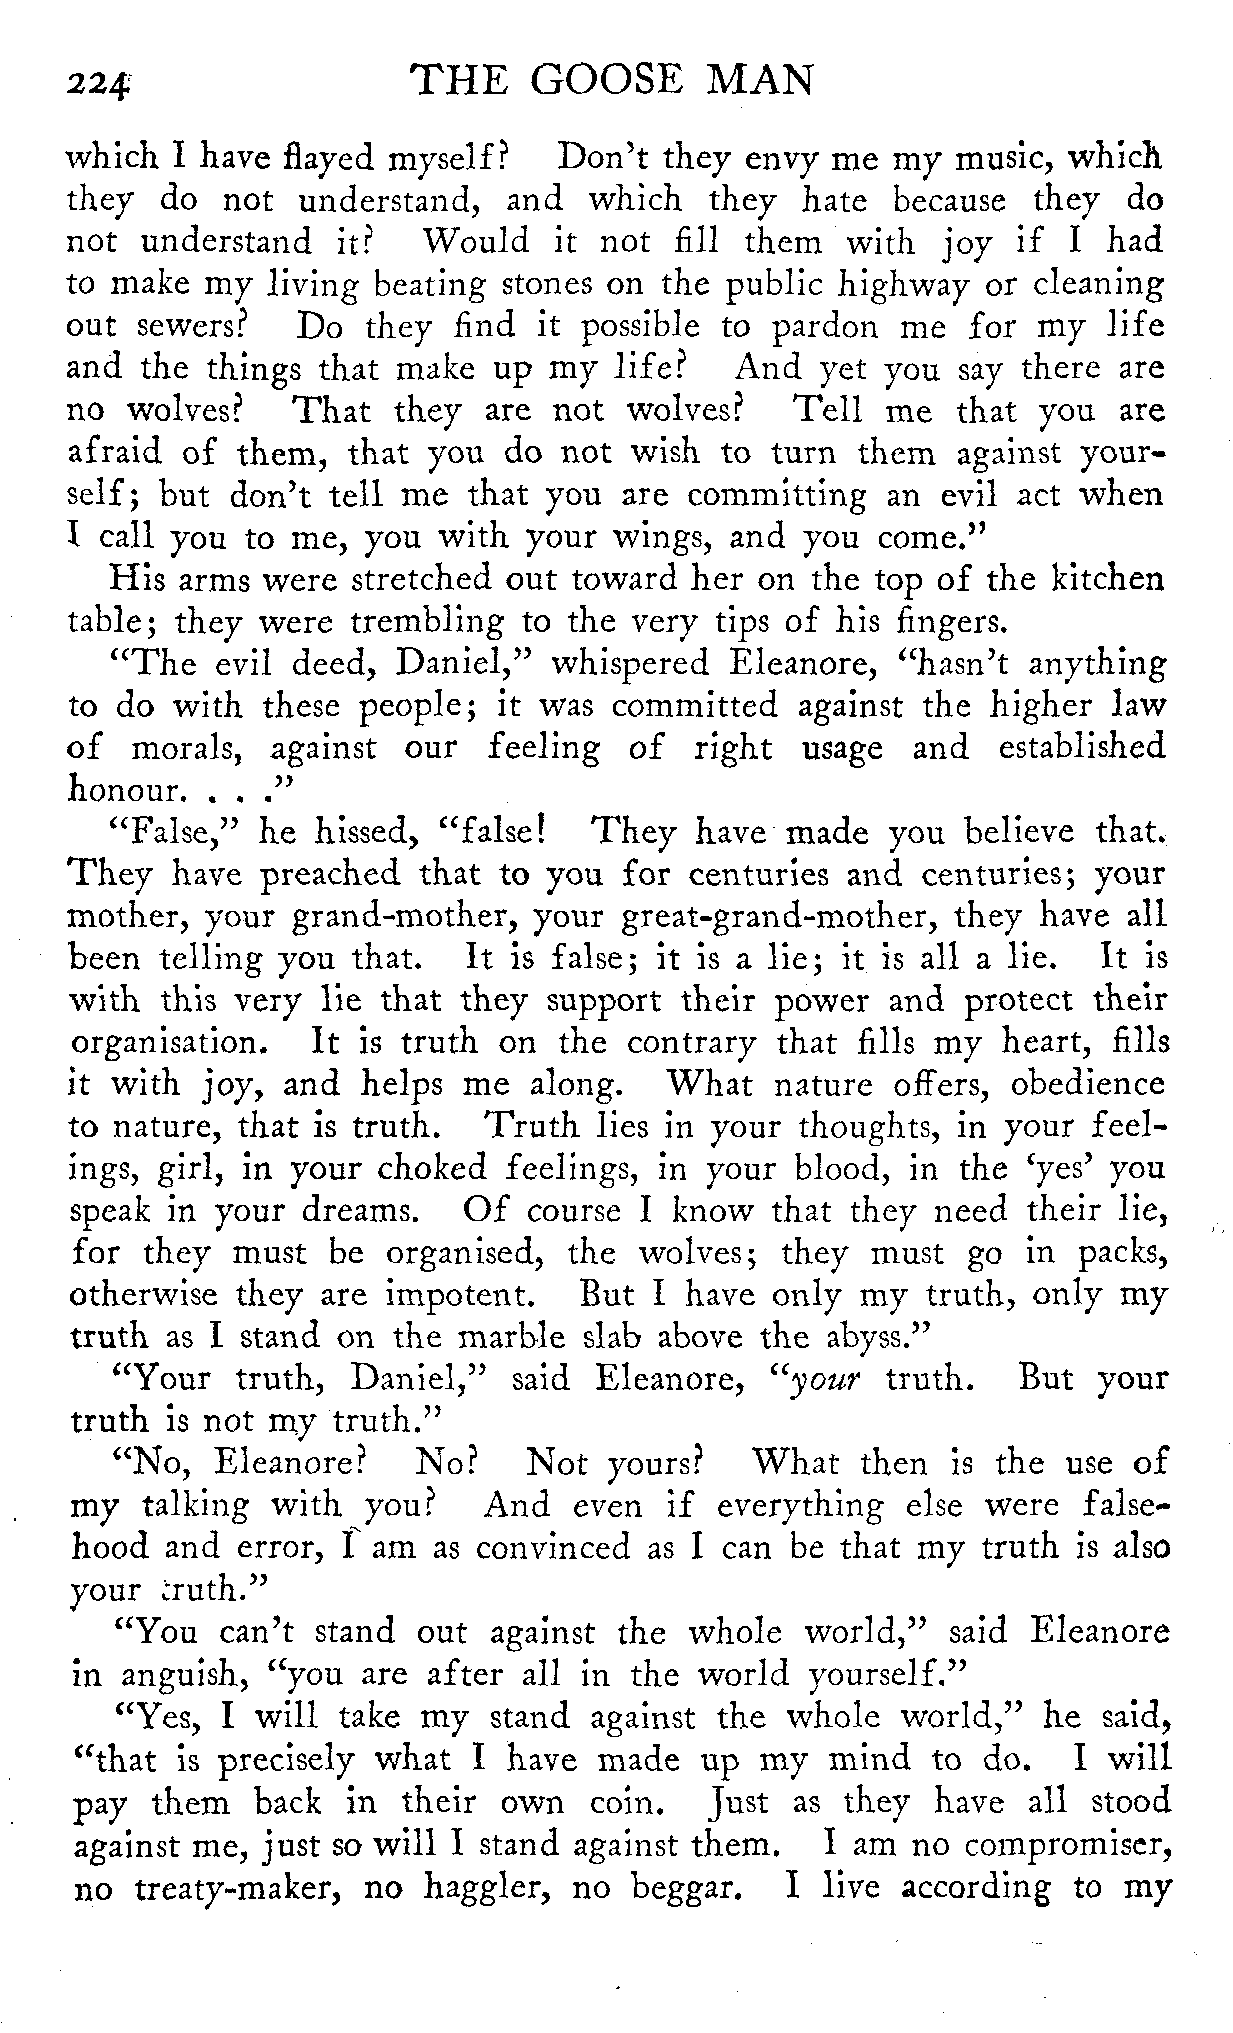 224 THE GOOSE MAN
which I have flayed myself? Don't they envy me my music, which
they do not understand, and which they hate because they do
not understand it? Would it not fill them with joy if I had
to make my living beating stones on the public highway or cleaning
out sewers? Do they find it possible to pardon me for my life
and the things that make up my life? And yet you say there are
no wolves? That they are not wolves? Tell me that you are
afraid of them, that you do not wish to turn them against your-
self; but don't tell me that you are committing an evil act when
I call you to me, you with your wings, and you come."
His arms were stretched out toward her on the top of the kitchen
table; they were trembling to the very tips of his fingers.
"The evil deed, Daniel," whispered Eleanore, "hasn't anything
to do with these people; it was committed against the higher law
of morals, against our feeling of right usage and established
honour. . . ."
"False," he hissed, "false! They have made you believe that.
They have preached that to you for centuries and centuries; your
mother, your grand-mother, your great-grand-mother, they have all
been telling you that. It is false; it is a lie; it is all a lie. It is
with this very lie that they support their power and protect their
organisation. It is truth on the contrary that fills my heart, fills
it with joy, and helps me along. What nature offers, obedience
to nature, that is truth. Truth lies in your thoughts, in your feel-
ings, girl, in your choked feelings, in your blood, in the 'yes' you
speak in your dreams. Of course I know that they need their lie,
for they must be organised, the wolves; they must go in packs,
otherwise they are impotent. But I have only my truth, only my
truth as I stand on the marble slab above the abyss."
"Your truth, Daniel," said Eleanore, "your truth. But your
truth is not my truth."
"No, Eleanore? No? Not yours? What then is the use of
my talking with you? And even if everything else were false-
hood and error, I am as convinced as I can be that my truth is also
your truth."
"You can't stand out against the whole world," said Eleanore
in anguish, "you are after all in the world yourself."
"Yes, I will take my stand against the whole world," he said,
"that is precisely what I have made up my mind to do. I will
pay them back in their own coin. Just as they have all stood
against me, just so will I stand against them. I am no compromiser,
no treaty-maker, no haggler, no beggar. I live according to my